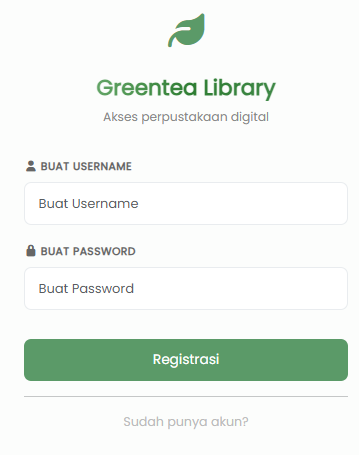 Greentea Library
Akses perpustakaan digital
BUAT USERNAME
Buat Username
BUAT PASSWORD
Buat Password
Registrasi
Sudah punya akun?